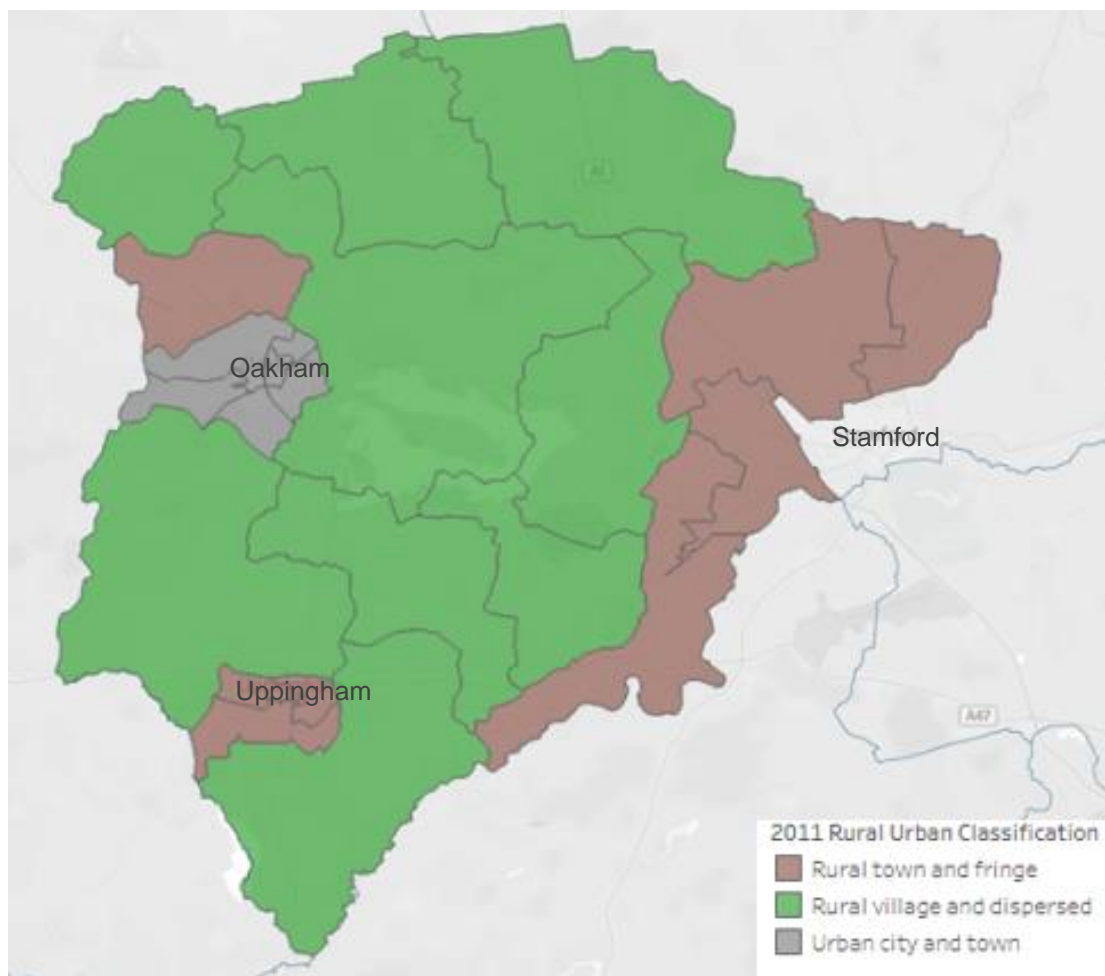 A1
Oakham
Stamford
Uppingham
A47
2011 Rural Urban Classification
Rural town and fringe
Rural village and dispersed
Urban city and town